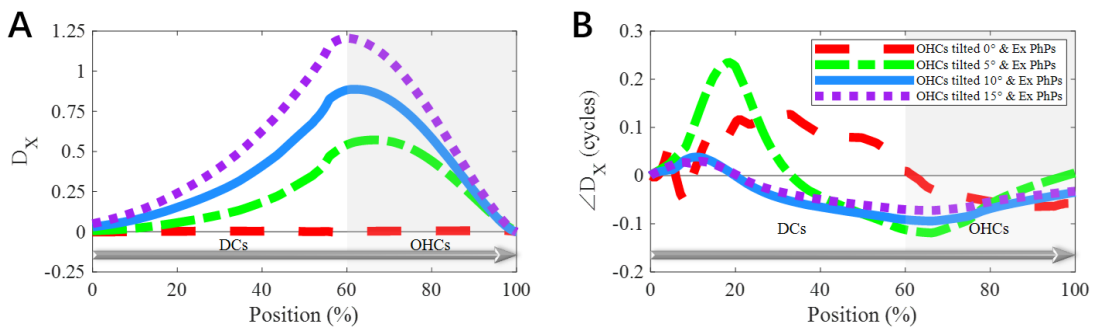 A
1.25
1
0.75
0.5
0.25
0
-0.25
D_X
DCs
OHCs
0
20
40
60
80
100
Position (%)
B
0.3
0.2
0.1
0
-0.1
-0.2
∠D_X (cycles)
OHCs tilted 0° & Ex PhPs
OHCs tilted 5° & Ex PhPs
OHCs tilted 10° & Ex PhPs
OHCs tilted 15° & Ex PhPs
DCs
OHCs
0
20
40
60
80
100
Position (%)